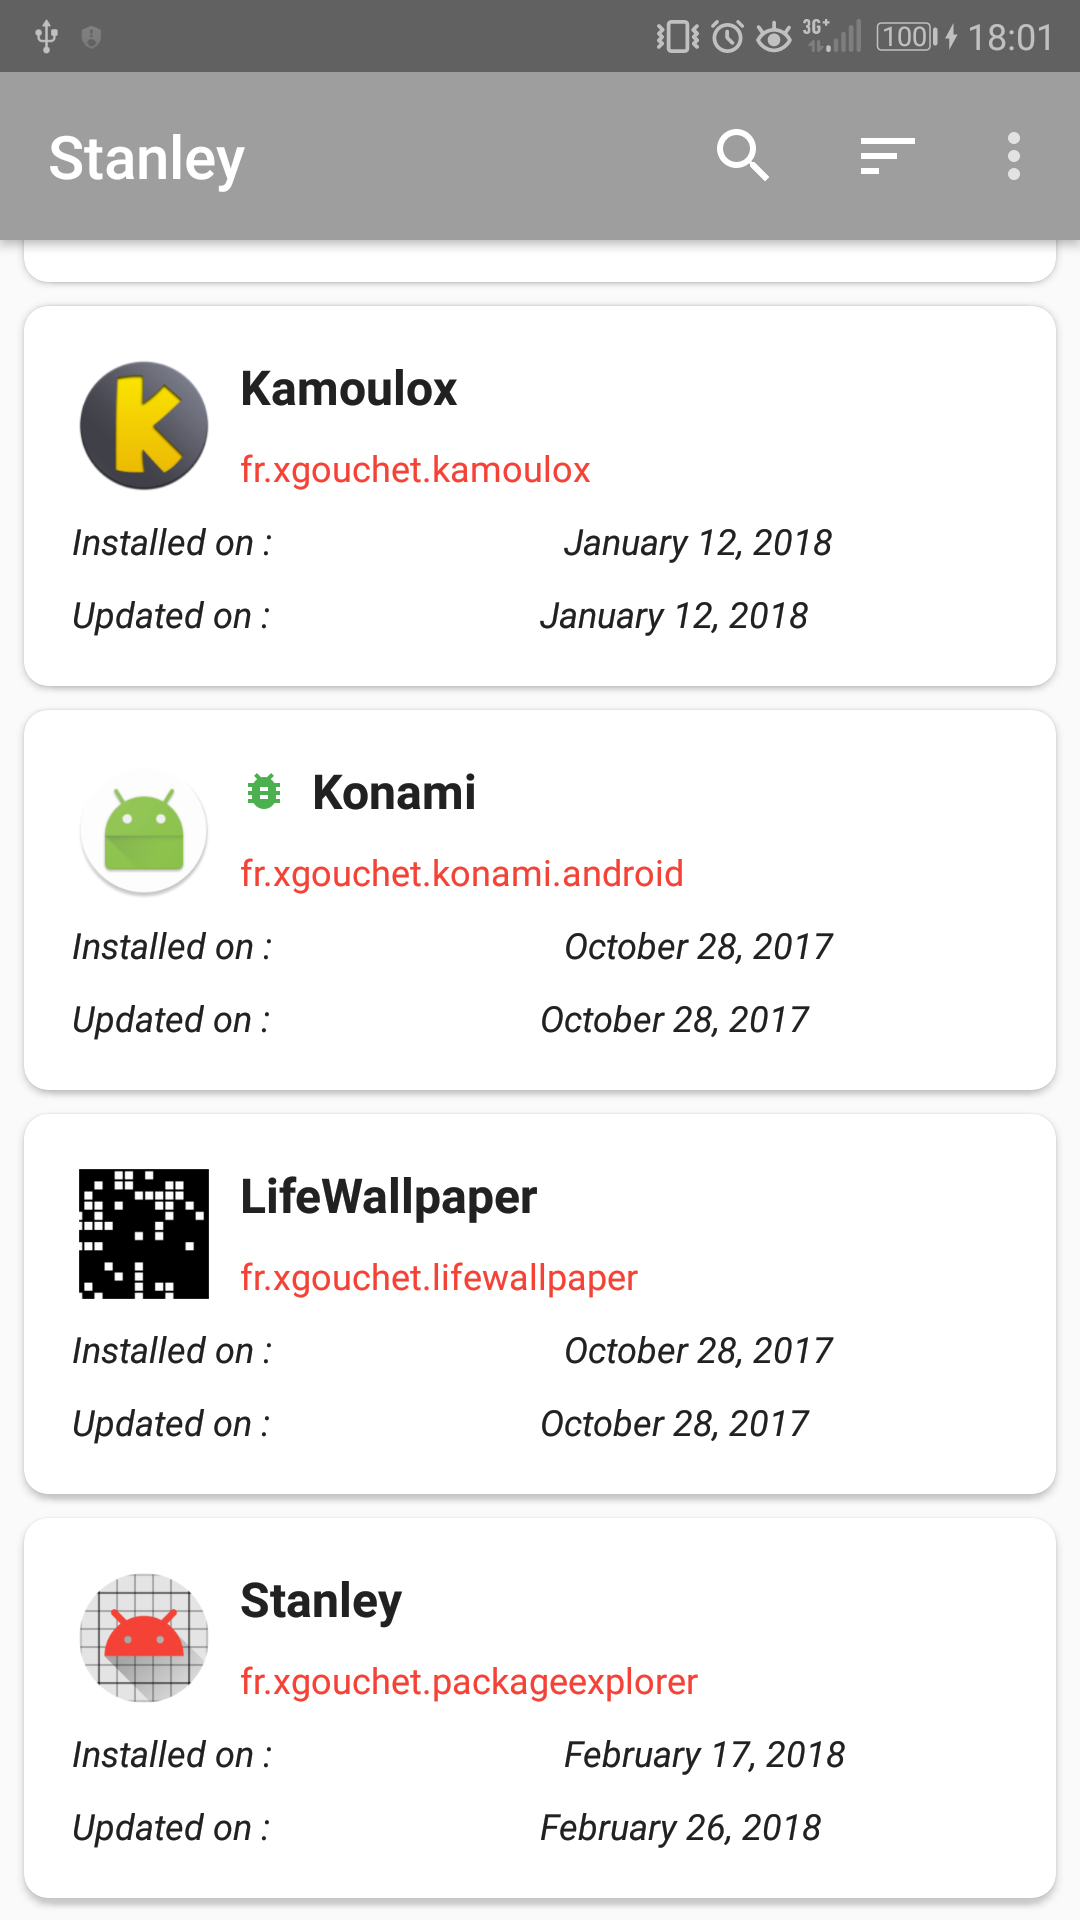 3G+ 100 18:01
Stanley
Kamoulox
fr.xgouchet.kamoulox
Installed on : January 12, 2018
Updated on : January 12, 2018
Konami
fr.xgouchet.konami.android
Installed on : October 28, 2017
Updated on : October 28, 2017
LifeWallpaper
fr.xgouchet.lifewallpaper
Installed on : October 28, 2017
Updated on : October 28, 2017
Stanley
fr.xgouchet.packageexplorer
Installed on : February 17, 2018
Updated on : February 26, 2018